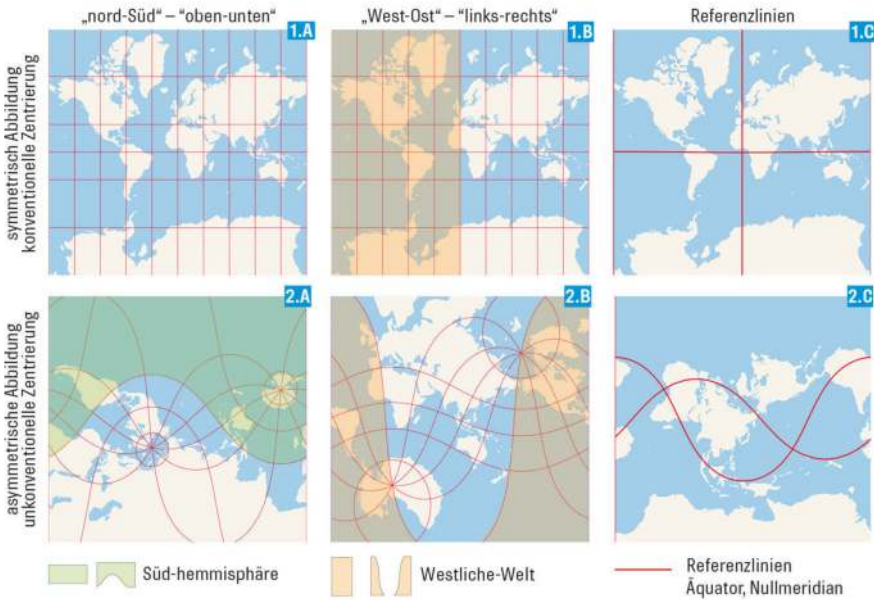 „nord-Süd“ – “oben-unten“
„West-Ost“ – “links-rechts“
Referenzlinien
symmetrisch Abbildung
konventionelle Zentrierung
1.A
1.B
1.C
asymmetrische Abbildung
unkonventionelle Zentrierung
2.A
2.B
2.C
Süd-hemmisphäre
Westliche-Welt
Referenzlinien
Äquator, Nullmeridian